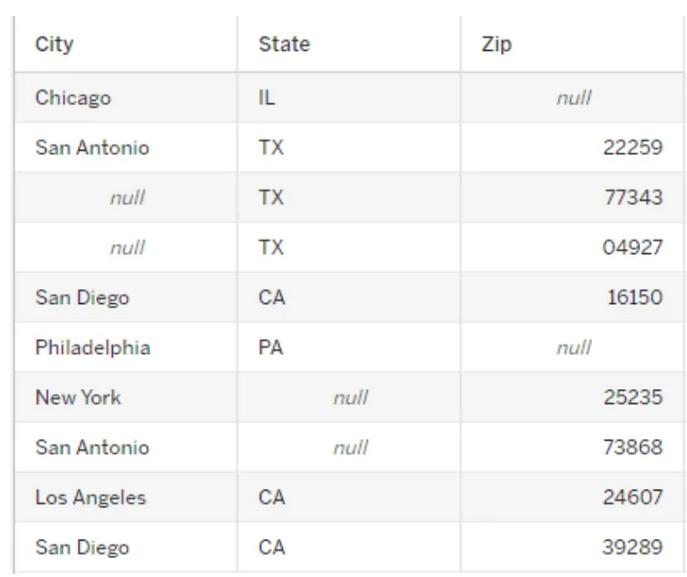 City State Zip
Chicago IL null
San Antonio TX 22259
null TX 77343
null TX 04927
San Diego CA 16150
Philadelphia PA null
New York null 25235
San Antonio null 73868
Los Angeles CA 24607
San Diego CA 39289